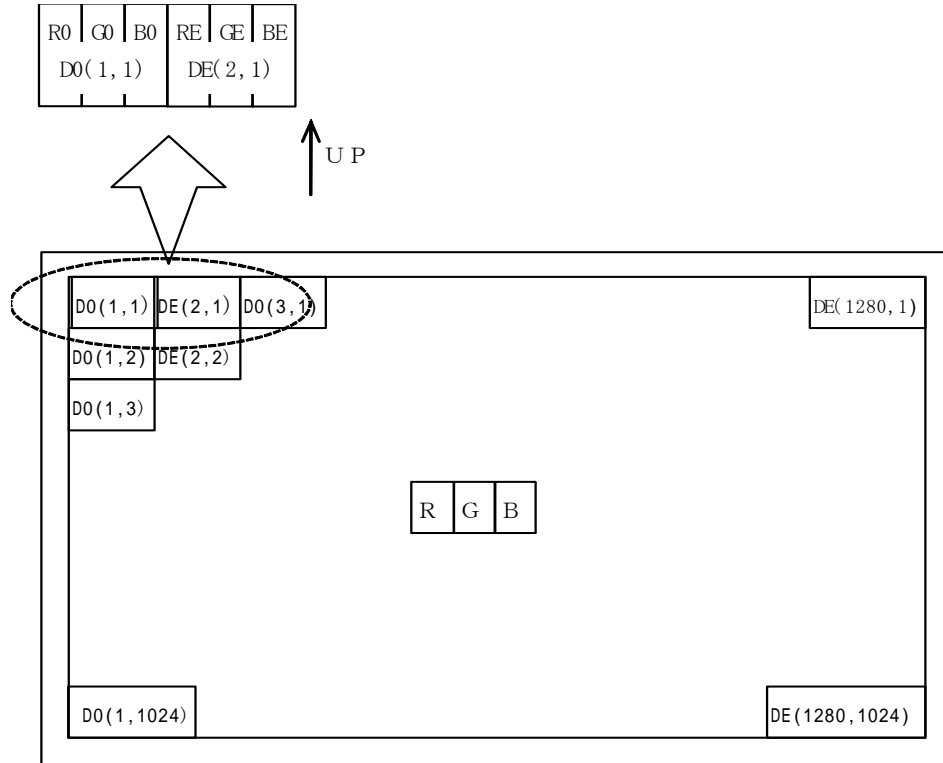 R0 G0 B0 RE GE BE
D0(1,1) DE(2,1)
UP
D0(1,1) DE(2,1) D0(3,1) DE(1280,1)
D0(1,2) DE(2,2)
D0(1,3)
R G B
D0(1,1024) DE(1280,1024)